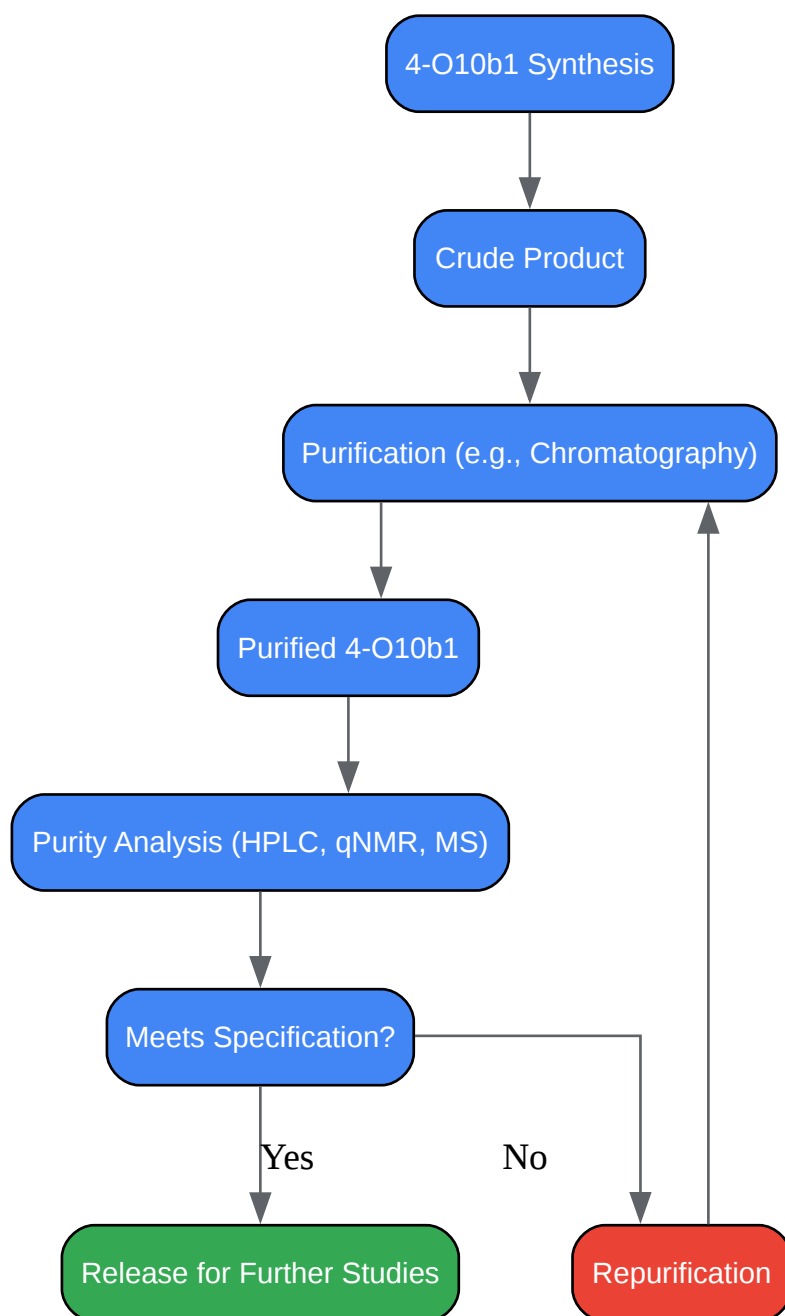 4-O10b1 Synthesis
Crude Product
Purification (e.g., Chromatography)
Purified 4-O10b1
Purity Analysis (HPLC, qNMR, MS)
Meets Specification?
Yes
No
Release for Further Studies
Repurification